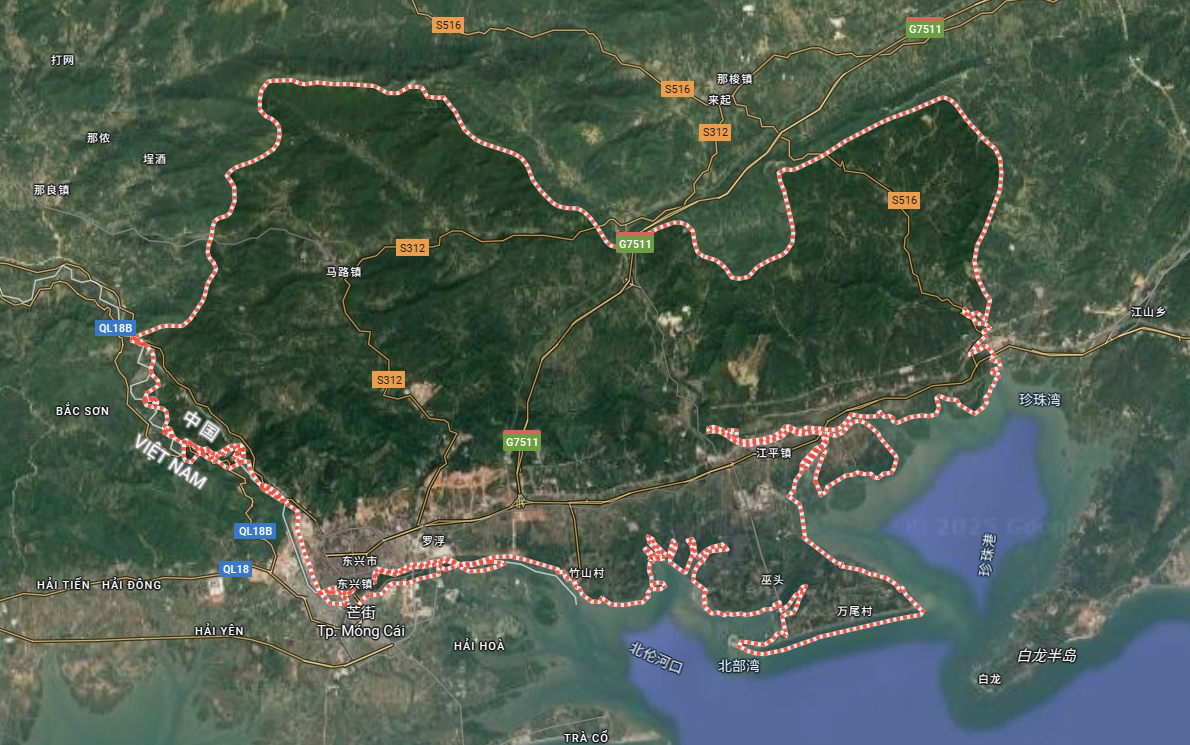 S516
G7511
打网
那梭镇
来起
S516
S312
那侬
埕酒
那良镇
S516
S312
G7511
马路镇
江山乡
QL18B
S312
珍珠湾
BẮC SƠN
中国
VIỆT NAM
G7511
江平镇
QL18B
罗浮
珍珠港
东兴市
QL18
竹山村
巫头
HẢI TIẾN - HẢI ĐÔNG
东兴镇
万尾村
芒街
Tp. Móng Cái
HẢI YÊN
HẢI HOÀ
北伦河口
白龙半岛
北部湾
白龙
TRÀ CỔ